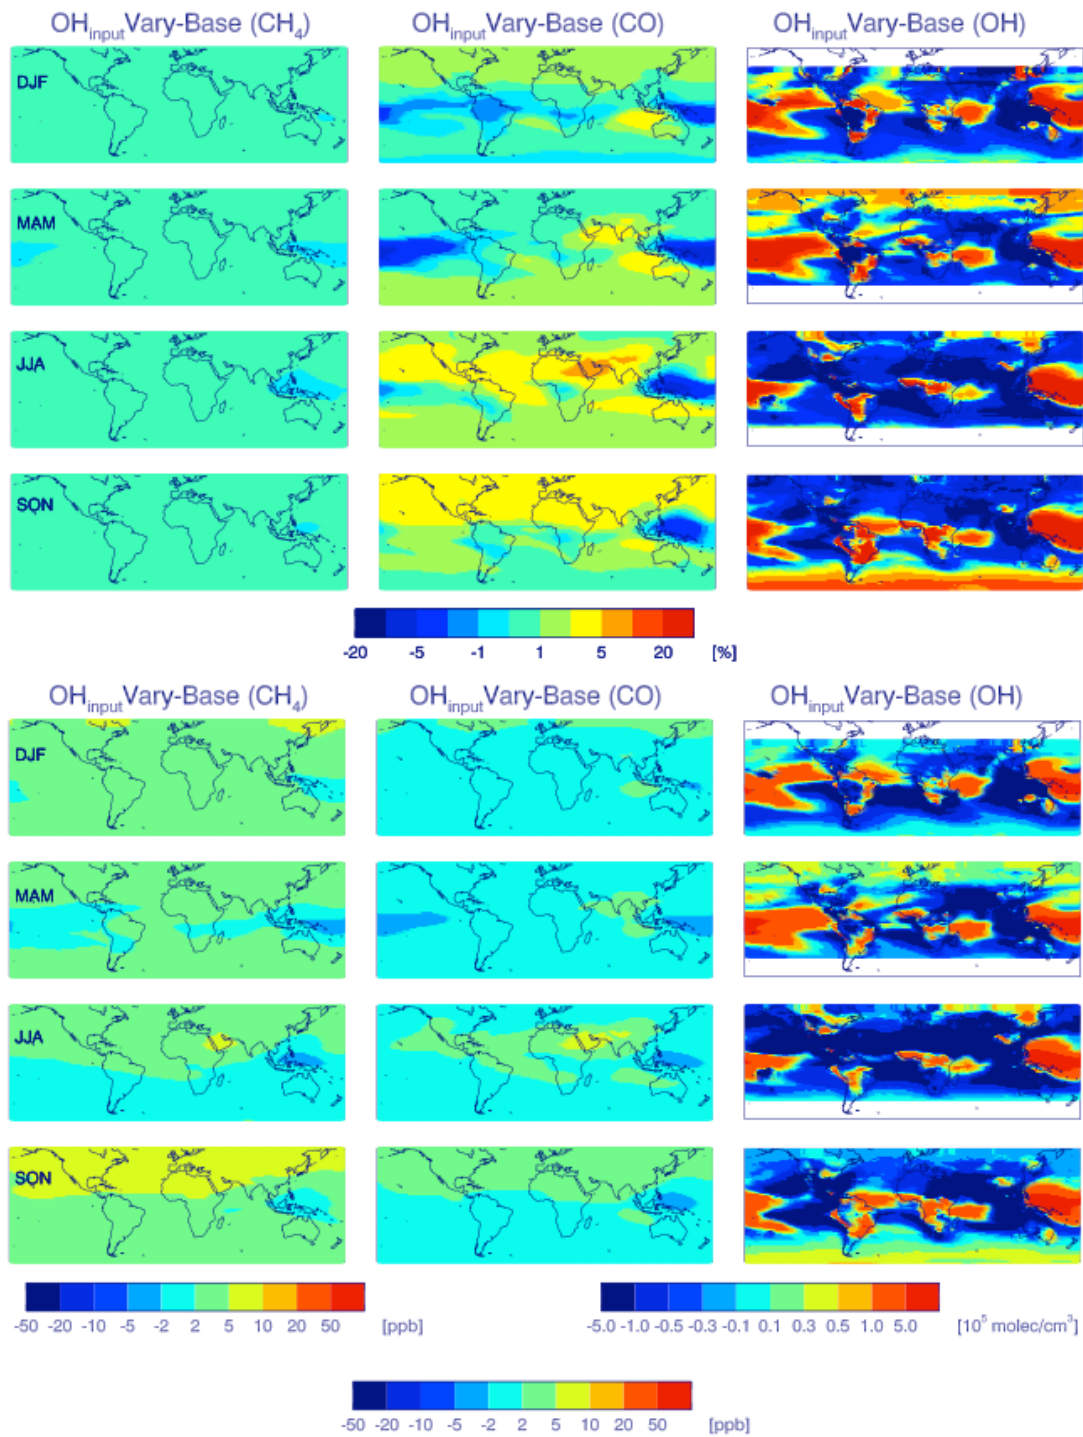 OHinputVary-Base (CH4) OHinputVary-Base (CO) OHinputVary-Base (OH)
DJF
MAM
JJA
SON
-20 -5 -1 1 5 20 [%]
OHinputVary-Base (CH4) OHinputVary-Base (CO) OHinputVary-Base (OH)
DJF
MAM
JJA
SON
-50 -20 -10 -5 -2 2 5 10 20 50 [ppb]
-5.0 -1.0 -0.5 -0.3 -0.1 0.1 0.3 0.5 1.0 5.0 [10^5 molec/cm^3]
-50 -20 -10 -5 -2 2 5 10 20 50 [ppb]